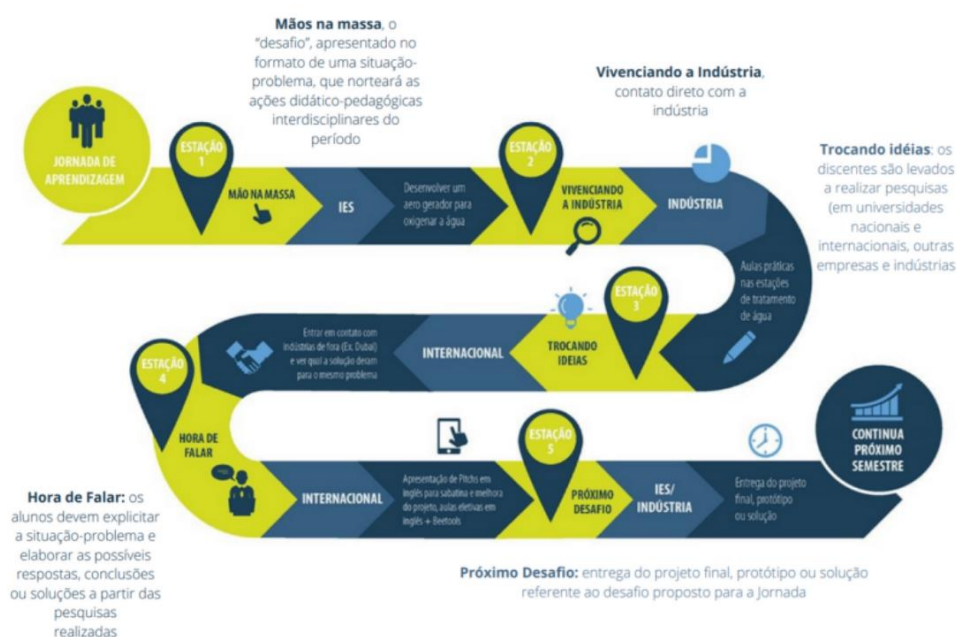 Mãos na massa, o
"desafio", apresentado no
formato de uma situação-
problema, que norteará as
ações didático-pedagógicas
interdisciplinares do
período
Vivenciando a Indústria,
contato direto com a
indústria
JORNADA DE
APRENDIZAGEM
ESTAÇÃO
1
MÃO NA MASSA
IES
Desenvolver um
aero gerador para
oxigenar a água
ESTAÇÃO
2
VIVENCIANDO
A INDÚSTRIA
INDÚSTRIA
Trocando idéias: os
discentes são levados
a realizar pesquisas
(em universidades
nacionais e
internacionais, outras
empresas e indústrias
Aulas práticas
nas estações
de tratamento
de água
ESTAÇÃO
3
TROCANDO
IDEIAS
INTERNACIONAL
Entrar em contato com
indústrias de fora (Ex. Dubai)
e ver qual a solução deram
para o mesmo problema
ESTAÇÃO
4
HORA DE
FALAR
INTERNACIONAL
Apresentação de Pitchs em
inglês para sabatina e melhora
do projeto, aulas eletivas em
inglês + Beetools
ESTAÇÃO
5
PRÓXIMO
DESAFIO
IES/
INDÚSTRIA
Entrega do projeto
final, protótipo
ou solução
CONTINUA
PRÓXIMO
SEMESTRE
Hora de Falar: os
alunos devem explicitar
a situação-problema e
elaborar as possíveis
respostas, conclusões
ou soluções a partir das
pesquisas
realizadas
Próximo Desafio: entrega do projeto final, protótipo ou solução
referente ao desafio proposto para a Jornada